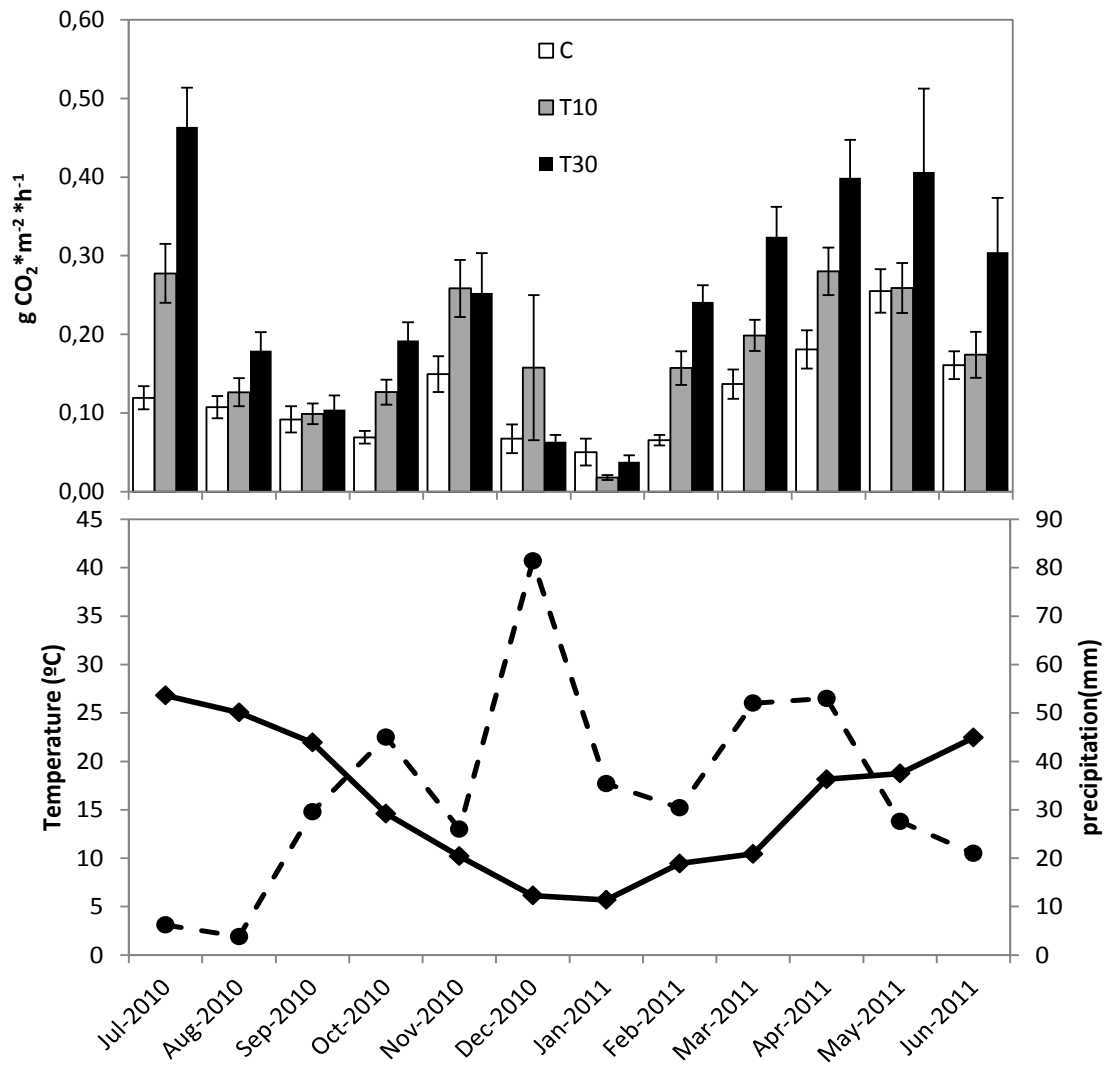 0,60
0,50
0,40
0,30
0,20
0,10
0,00
g CO2*m-2 *h-1
C
T10
T30
45
40
35
30
25
20
15
10
5
0
Temperature (ºC)
90
80
70
60
50
40
30
20
10
0
precipitation(mm)
Jul-2010
Aug-2010
Sep-2010
Oct-2010
Nov-2010
Dec-2010
Jan-2011
Feb-2011
Mar-2011
Apr-2011
May-2011
Jun-2011